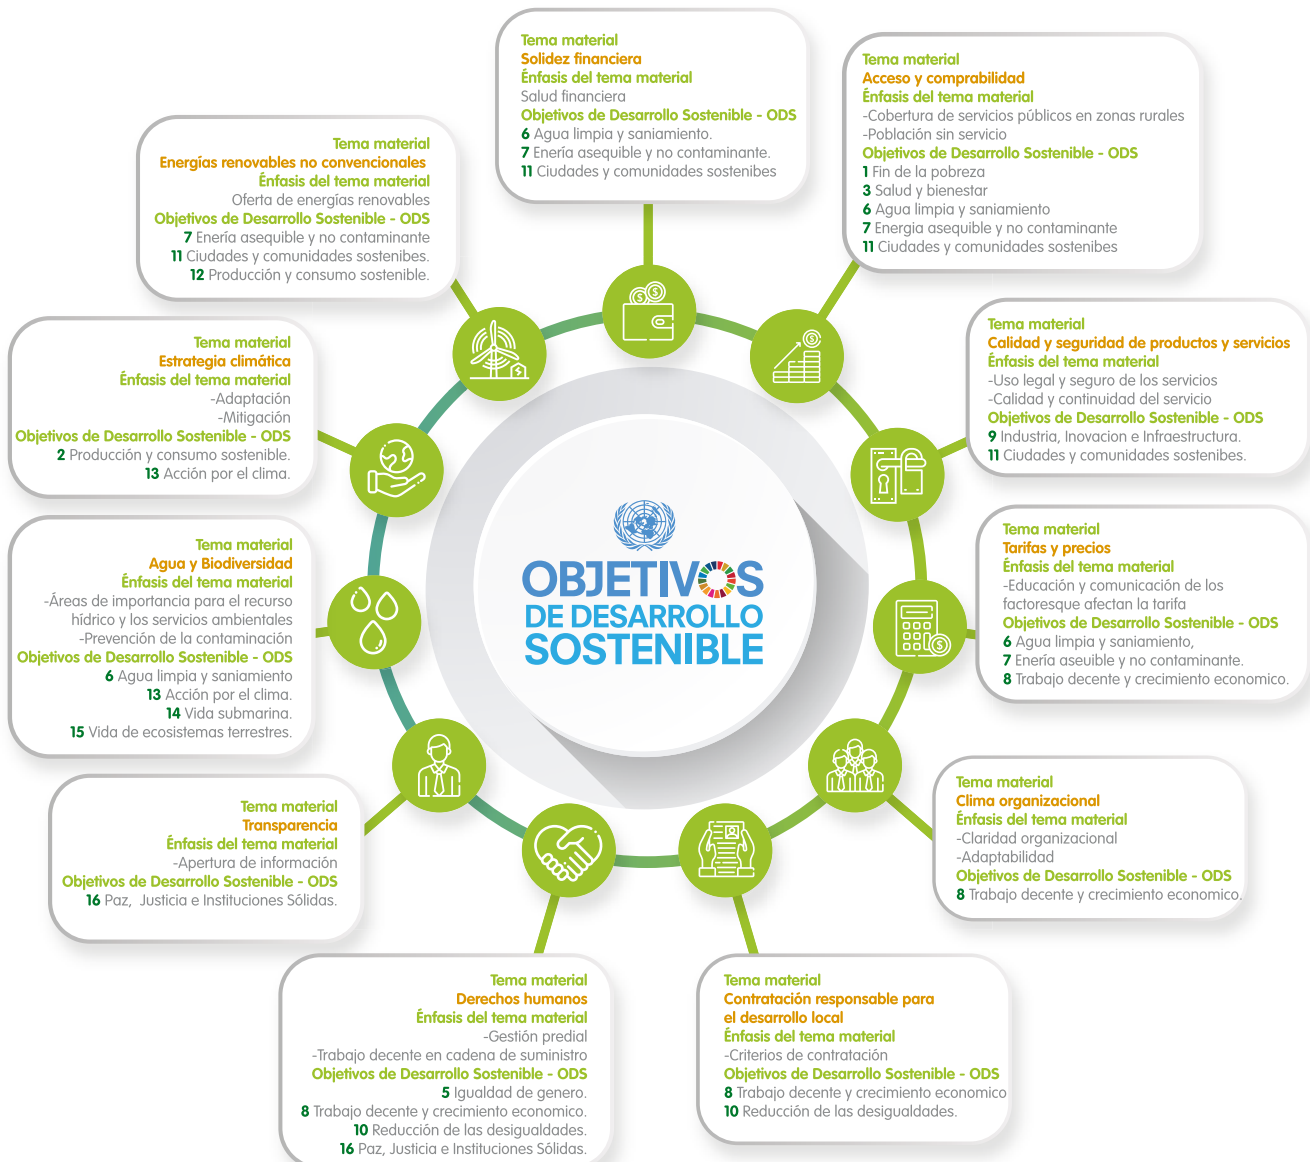 Tema material
Solidez financiera
Énfasis del tema material
Salud financiera
Objetivos de Desarrollo Sostenible - ODS
6 Agua limpia y saniamiento.
7 Enería asequible y no contaminante.
11 Ciudades y comunidades sostenibes
Tema material
Acceso y comprabilidad
Énfasis del tema material
-Cobertura de servicios públicos en zonas rurales
-Población sin servicio
Objetivos de Desarrollo Sostenible - ODS
1 Fin de la pobreza
3 Salud y bienestar
6 Agua limpia y saniamiento
7 Energia asequible y no contaminante
11 Ciudades y comunidades sostenibes
Tema material
Calidad y seguridad de productos y servicios
Énfasis del tema material
-Uso legal y seguro de los servicios
-Calidad y continuidad del servicio
Objetivos de Desarrollo Sostenible - ODS
9 Industria, Inovacion e Infraestructura.
11 Ciudades y comunidades sostenibes.
Tema material
Tarifas y precios
Énfasis del tema material
-Educación y comunicación de los
factoresque afectan la tarifa
Objetivos de Desarrollo Sostenible - ODS
6 Agua limpia y saniamiento,
7 Enería aseuible y no contaminante.
8 Trabajo decente y crecimiento economico.
Tema material
Clima organizacional
Énfasis del tema material
-Claridad organizacional
-Adaptabilidad
Objetivos de Desarrollo Sostenible - ODS
8 Trabajo decente y crecimiento economico.
Tema material
Contratación responsable para
el desarrollo local
Énfasis del tema material
-Criterios de contratación
Objetivos de Desarrollo Sostenible - ODS
8 Trabajo decente y crecimiento economico
10 Reducción de las desigualdades.
Tema material
Derechos humanos
Énfasis del tema material
-Gestión predial
-Trabajo decente en cadena de suministro
Objetivos de Desarrollo Sostenible - ODS
5 Igualdad de genero.
8 Trabajo decente y crecimiento economico.
10 Reducción de las desigualdades.
16 Paz, Justicia e Instituciones Sólidas.
Tema material
Transparencia
Énfasis del tema material
-Apertura de información
Objetivos de Desarrollo Sostenible - ODS
16 Paz, Justicia e Instituciones Sólidas.
Tema material
Agua y Biodiversidad
Énfasis del tema material
-Áreas de importancia para el recurso
hídrico y los servicios ambientales
-Prevención de la contaminación
Objetivos de Desarrollo Sostenible - ODS
6 Agua limpia y saniamiento
13 Acción por el clima.
14 Vida submarina.
15 Vida de ecosistemas terrestres.
Tema material
Estrategia climática
Énfasis del tema material
-Adaptación
-Mitigación
Objetivos de Desarrollo Sostenible - ODS
2 Producción y consumo sostenible.
13 Acción por el clima.
Tema material
Energías renovables no convencionales
Énfasis del tema material
Oferta de energías renovables
Objetivos de Desarrollo Sostenible - ODS
7 Enería asequible y no contaminante
11 Ciudades y comunidades sostenibes.
12 Producción y consumo sostenible.
OBJETIVOS
DE DESARROLLO
SOSTENIBLE